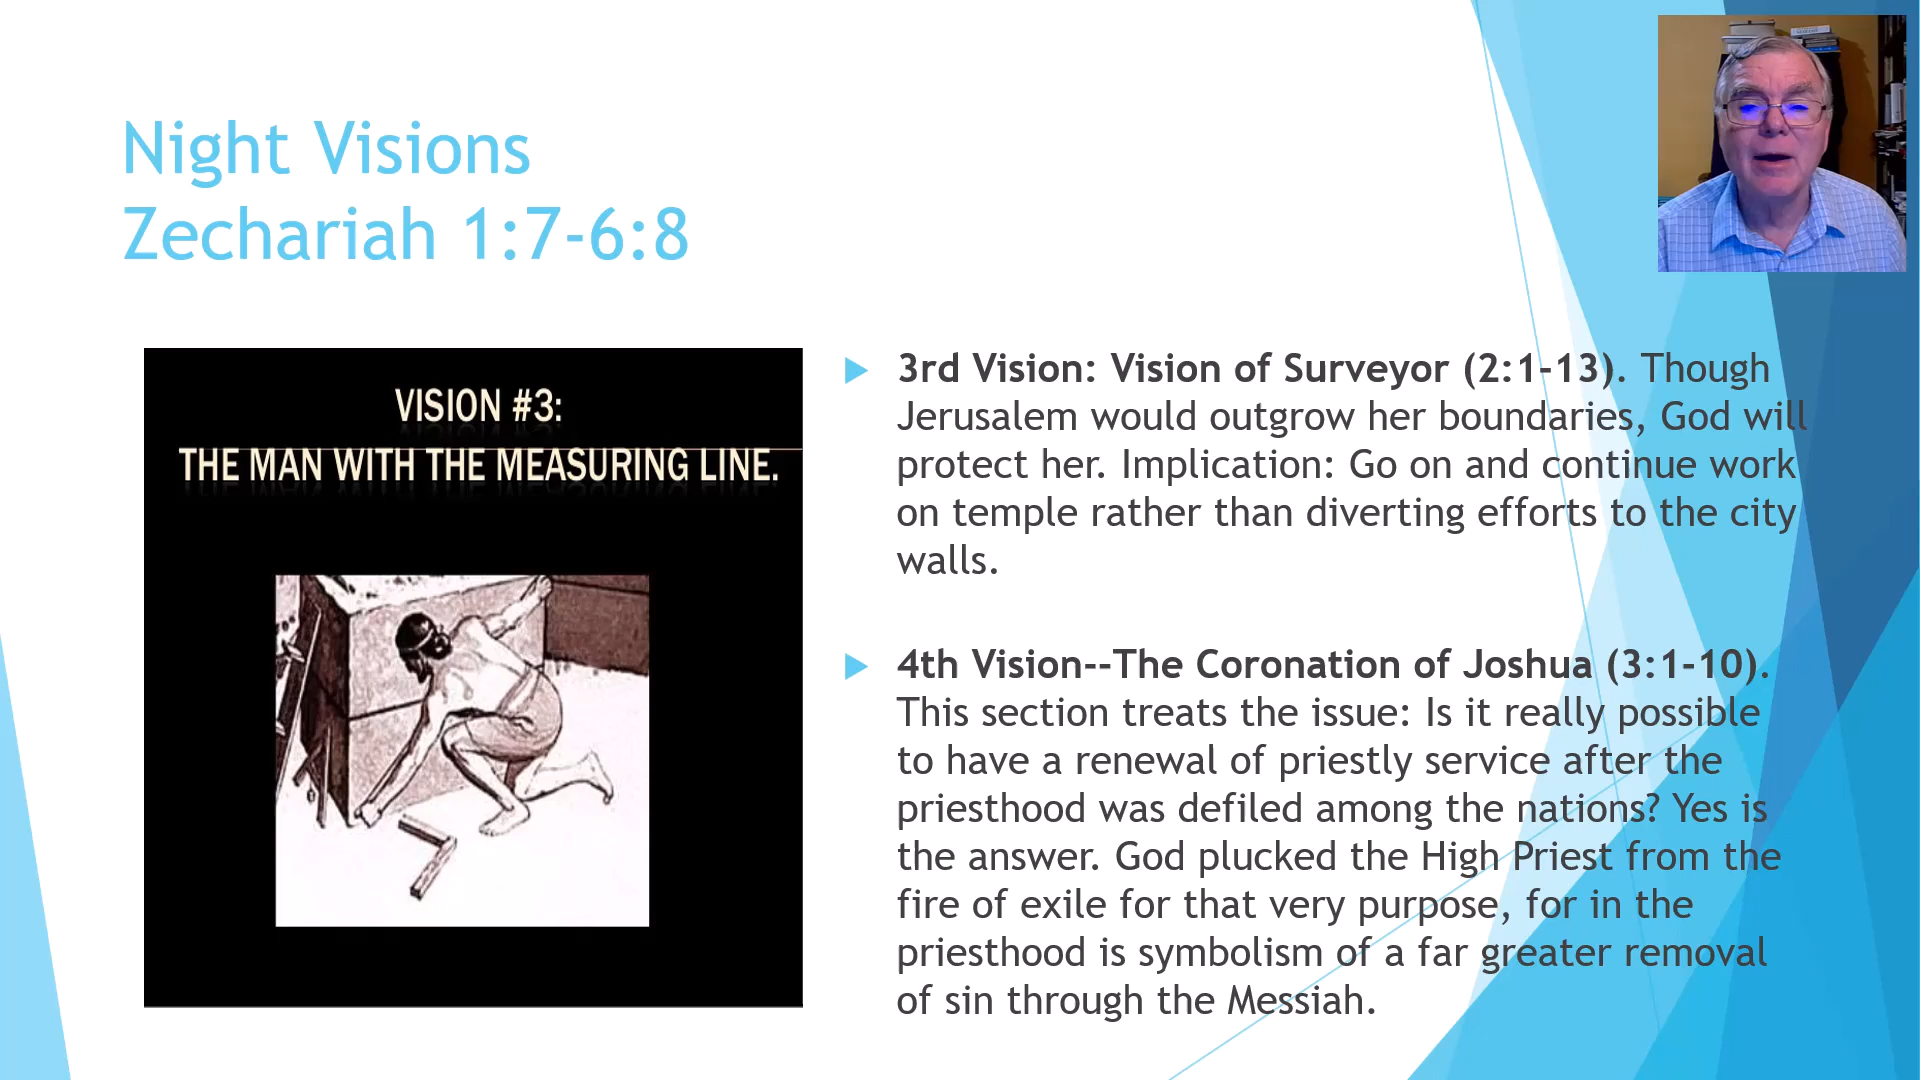 Night Visions
Zechariah 1:7-6:8
VISION #3:
THE MAN WITH THE MEASURING LINE.
3rd Vision: Vision of Surveyor (2:1-13). Though
Jerusalem would outgrow her boundaries, God will
protect her. Implication: Go on and continue work
on temple rather than diverting efforts to the city
walls.
4th Vision--The Coronation of Joshua (3:1-10).
This section treats the issue: Is it really possible
to have a renewal of priestly service after the
priesthood was defiled among the nations? Yes is
the answer. God plucked the High Priest from the
fire of exile for that very purpose, for in the
priesthood is symbolism of a far greater removal
of sin through the Messiah.